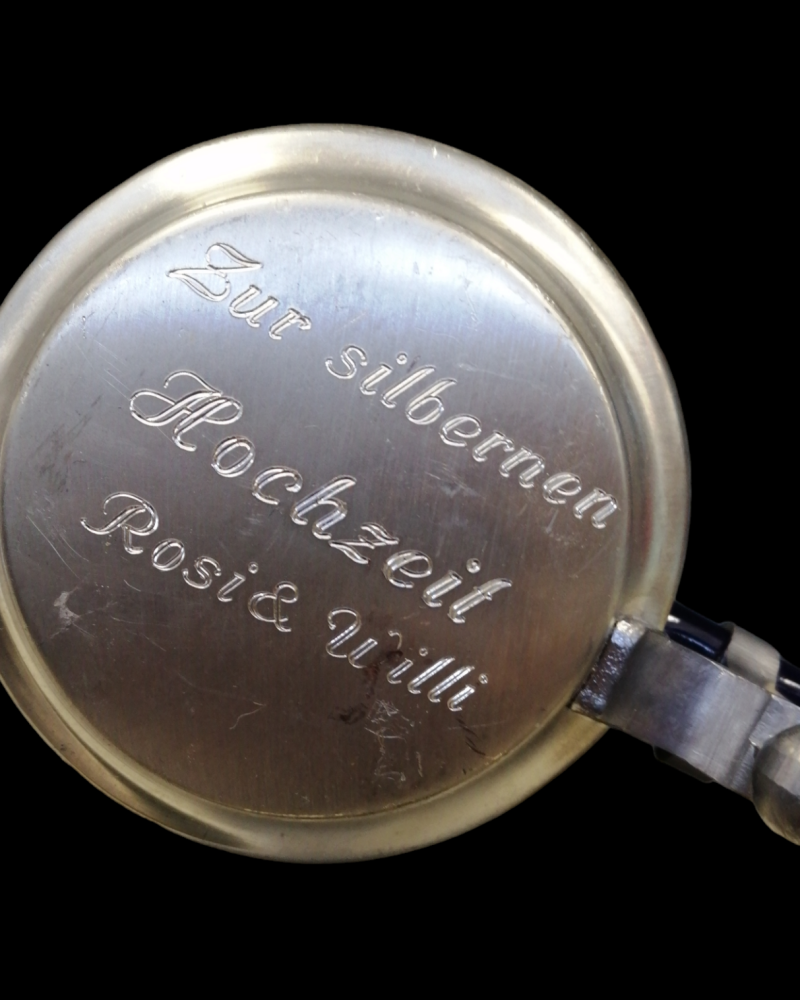 Zur silbernen
Hochzeit
Rosi & Willi